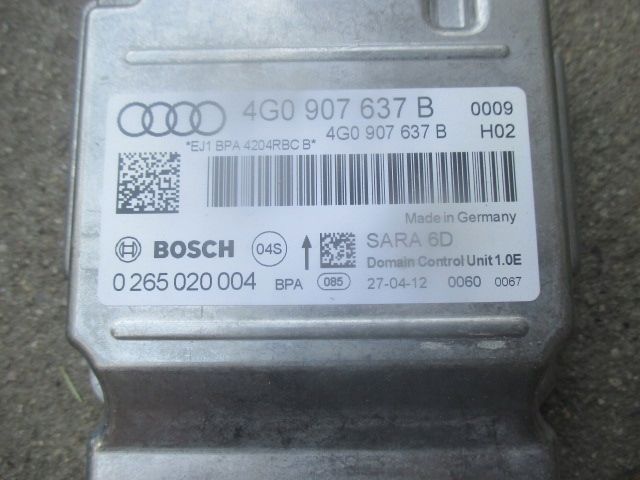 4G0 907 637 B 0009
4G0 907 637 B H02
*EJ1 BPA 4204RBC B*
Made in Germany
BOSCH 04S SARA 6D
Domain Control Unit 1.0E
0 265 020 004 BPA 085 27-04-12 0060 0067